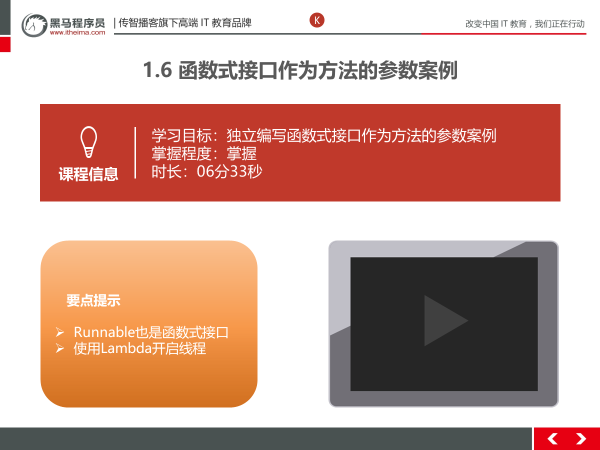 黑马程序员
www.itheima.com
传智播客旗下高端 IT 教育品牌
K
改变中国 IT 教育，我们正在行动
1.6 函数式接口作为方法的参数案例
课程信息
学习目标：独立编写函数式接口作为方法的参数案例
掌握程度：掌握
时长：06分33秒
要点提示
Runnable也是函数式接口
使用Lambda开启线程